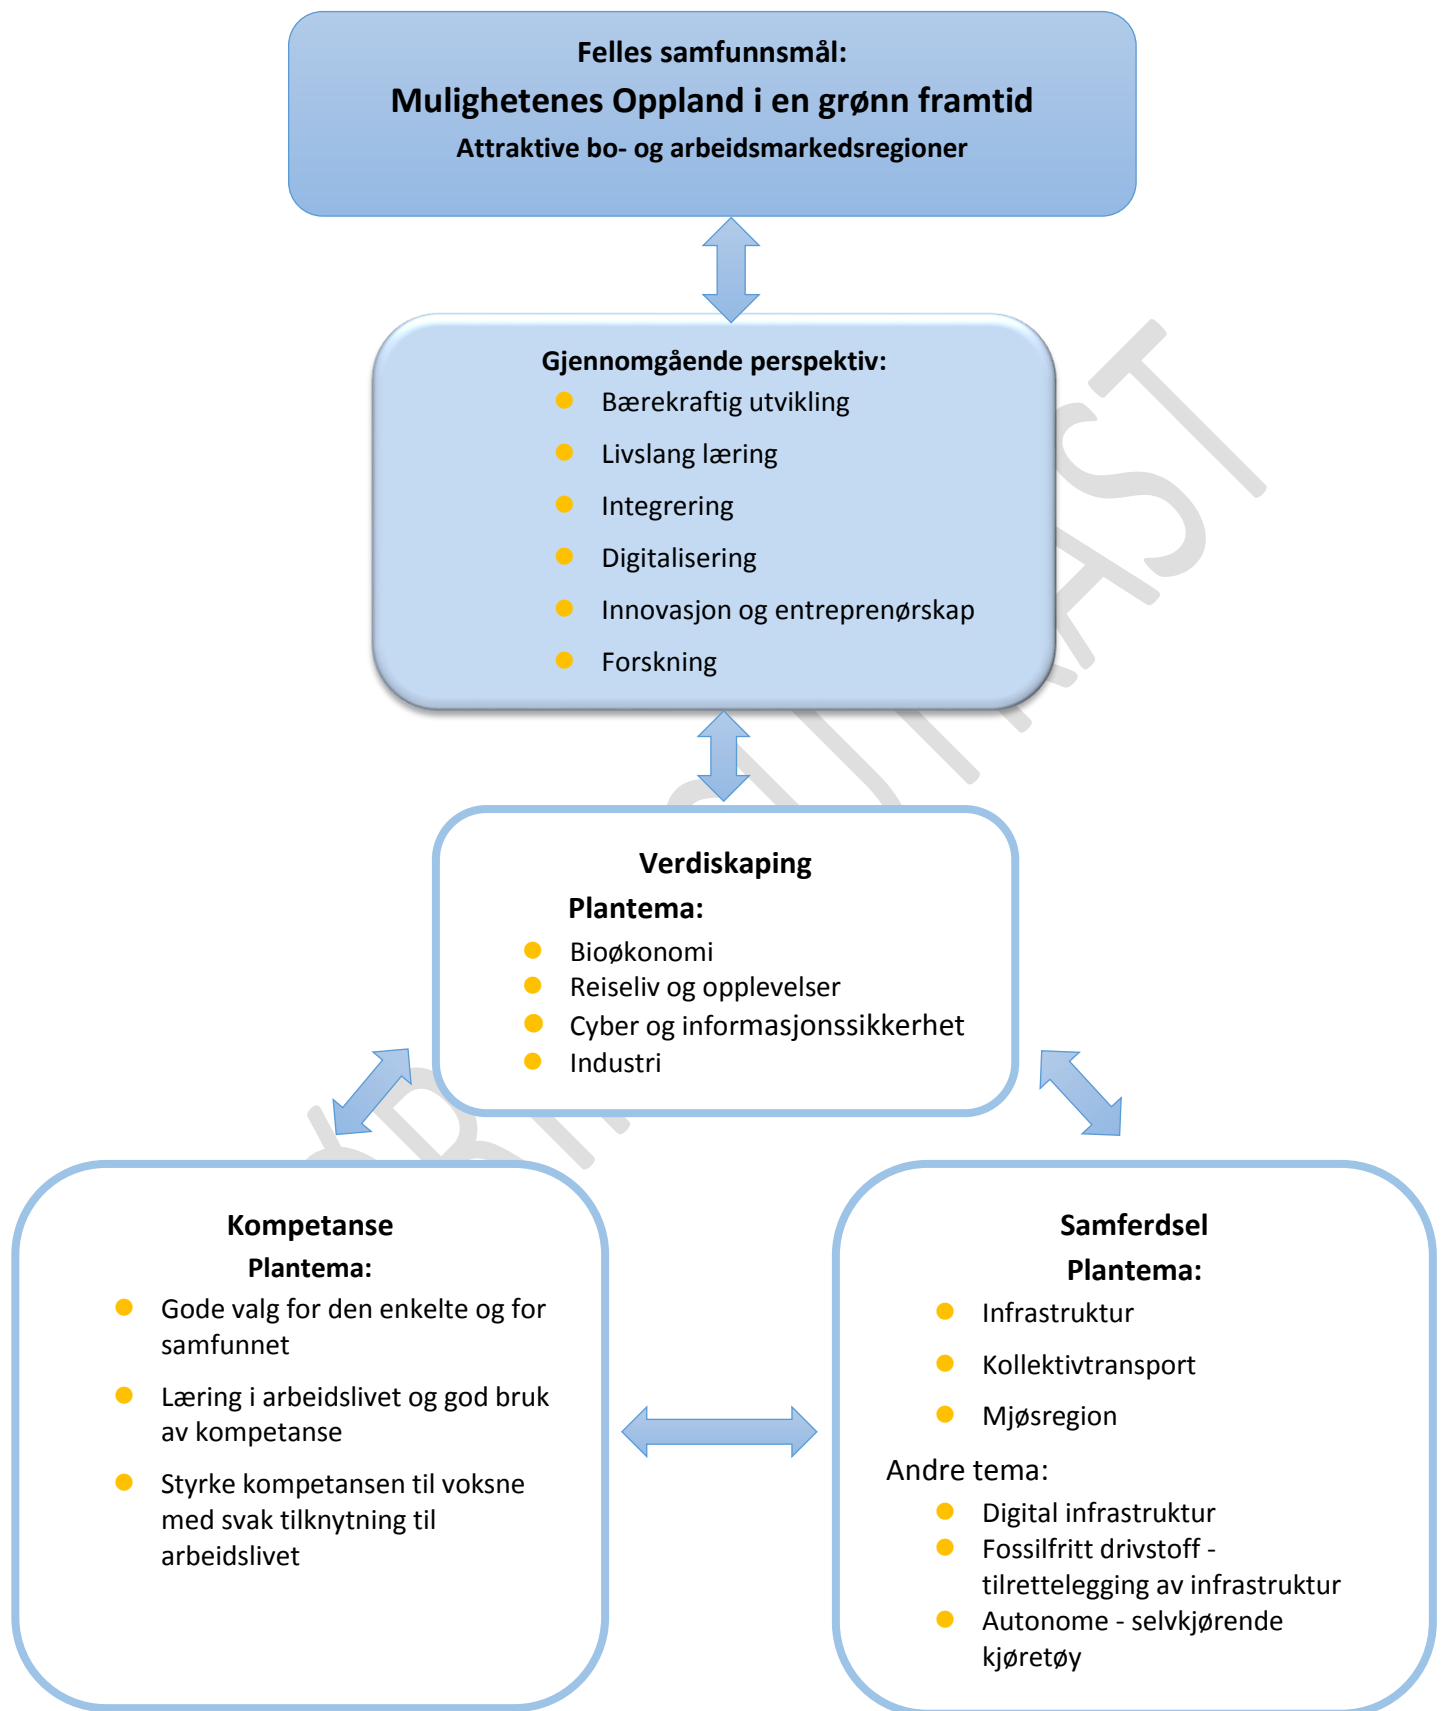 Felles samfunnsmål:
Mulighetenes Oppland i en grønn framtid
Attraktive bo- og arbeidsmarkedsregioner
Gjennomgående perspektiv:
Bærekraftig utvikling
Livslang læring
Integrering
Digitalisering
Innovasjon og entreprenørskap
Forskning
Verdiskaping
Plantema:
Bioøkonomi
Reiseliv og opplevelser
Cyber og informasjonssikkerhet
Industri
Kompetanse
Plantema:
Gode valg for den enkelte og for
samfunnet
Læring i arbeidslivet og god bruk
av kompetanse
Styrke kompetansen til voksne
med svak tilknytning til
arbeidslivet
Samferdsel
Plantema:
Infrastruktur
Kollektivtransport
Mjøsregion
Andre tema:
Digital infrastruktur
Fossilfritt drivstoff -
tilrettelegging av infrastruktur
Autonome - selvkjørende
kjøretøy